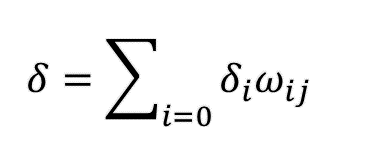 δ = ∑_{i=0} δ_i ω_{ij}